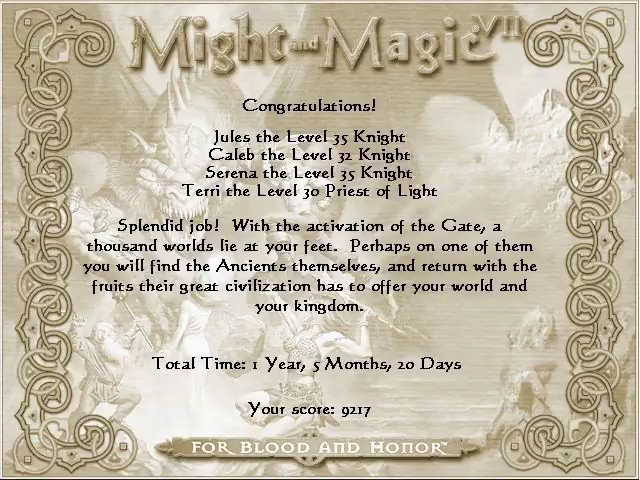 Might and Magic VII
Congratulations!
Jules the Level 35 Knight
Caleb the Level 32 Knight
Serena the Level 35 Knight
Terri the Level 30 Priest of Light
Splendid job! With the activation of the Gate, a
thousand worlds lie at your feet. Perhaps on one of them
you will find the Ancients themselves, and return with the
fruits their great civilization has to offer your world and
your kingdom.
Total Time: 1 Year, 5 Months, 20 Days
Your score: 9217
FOR BLOOD AND HONOR™